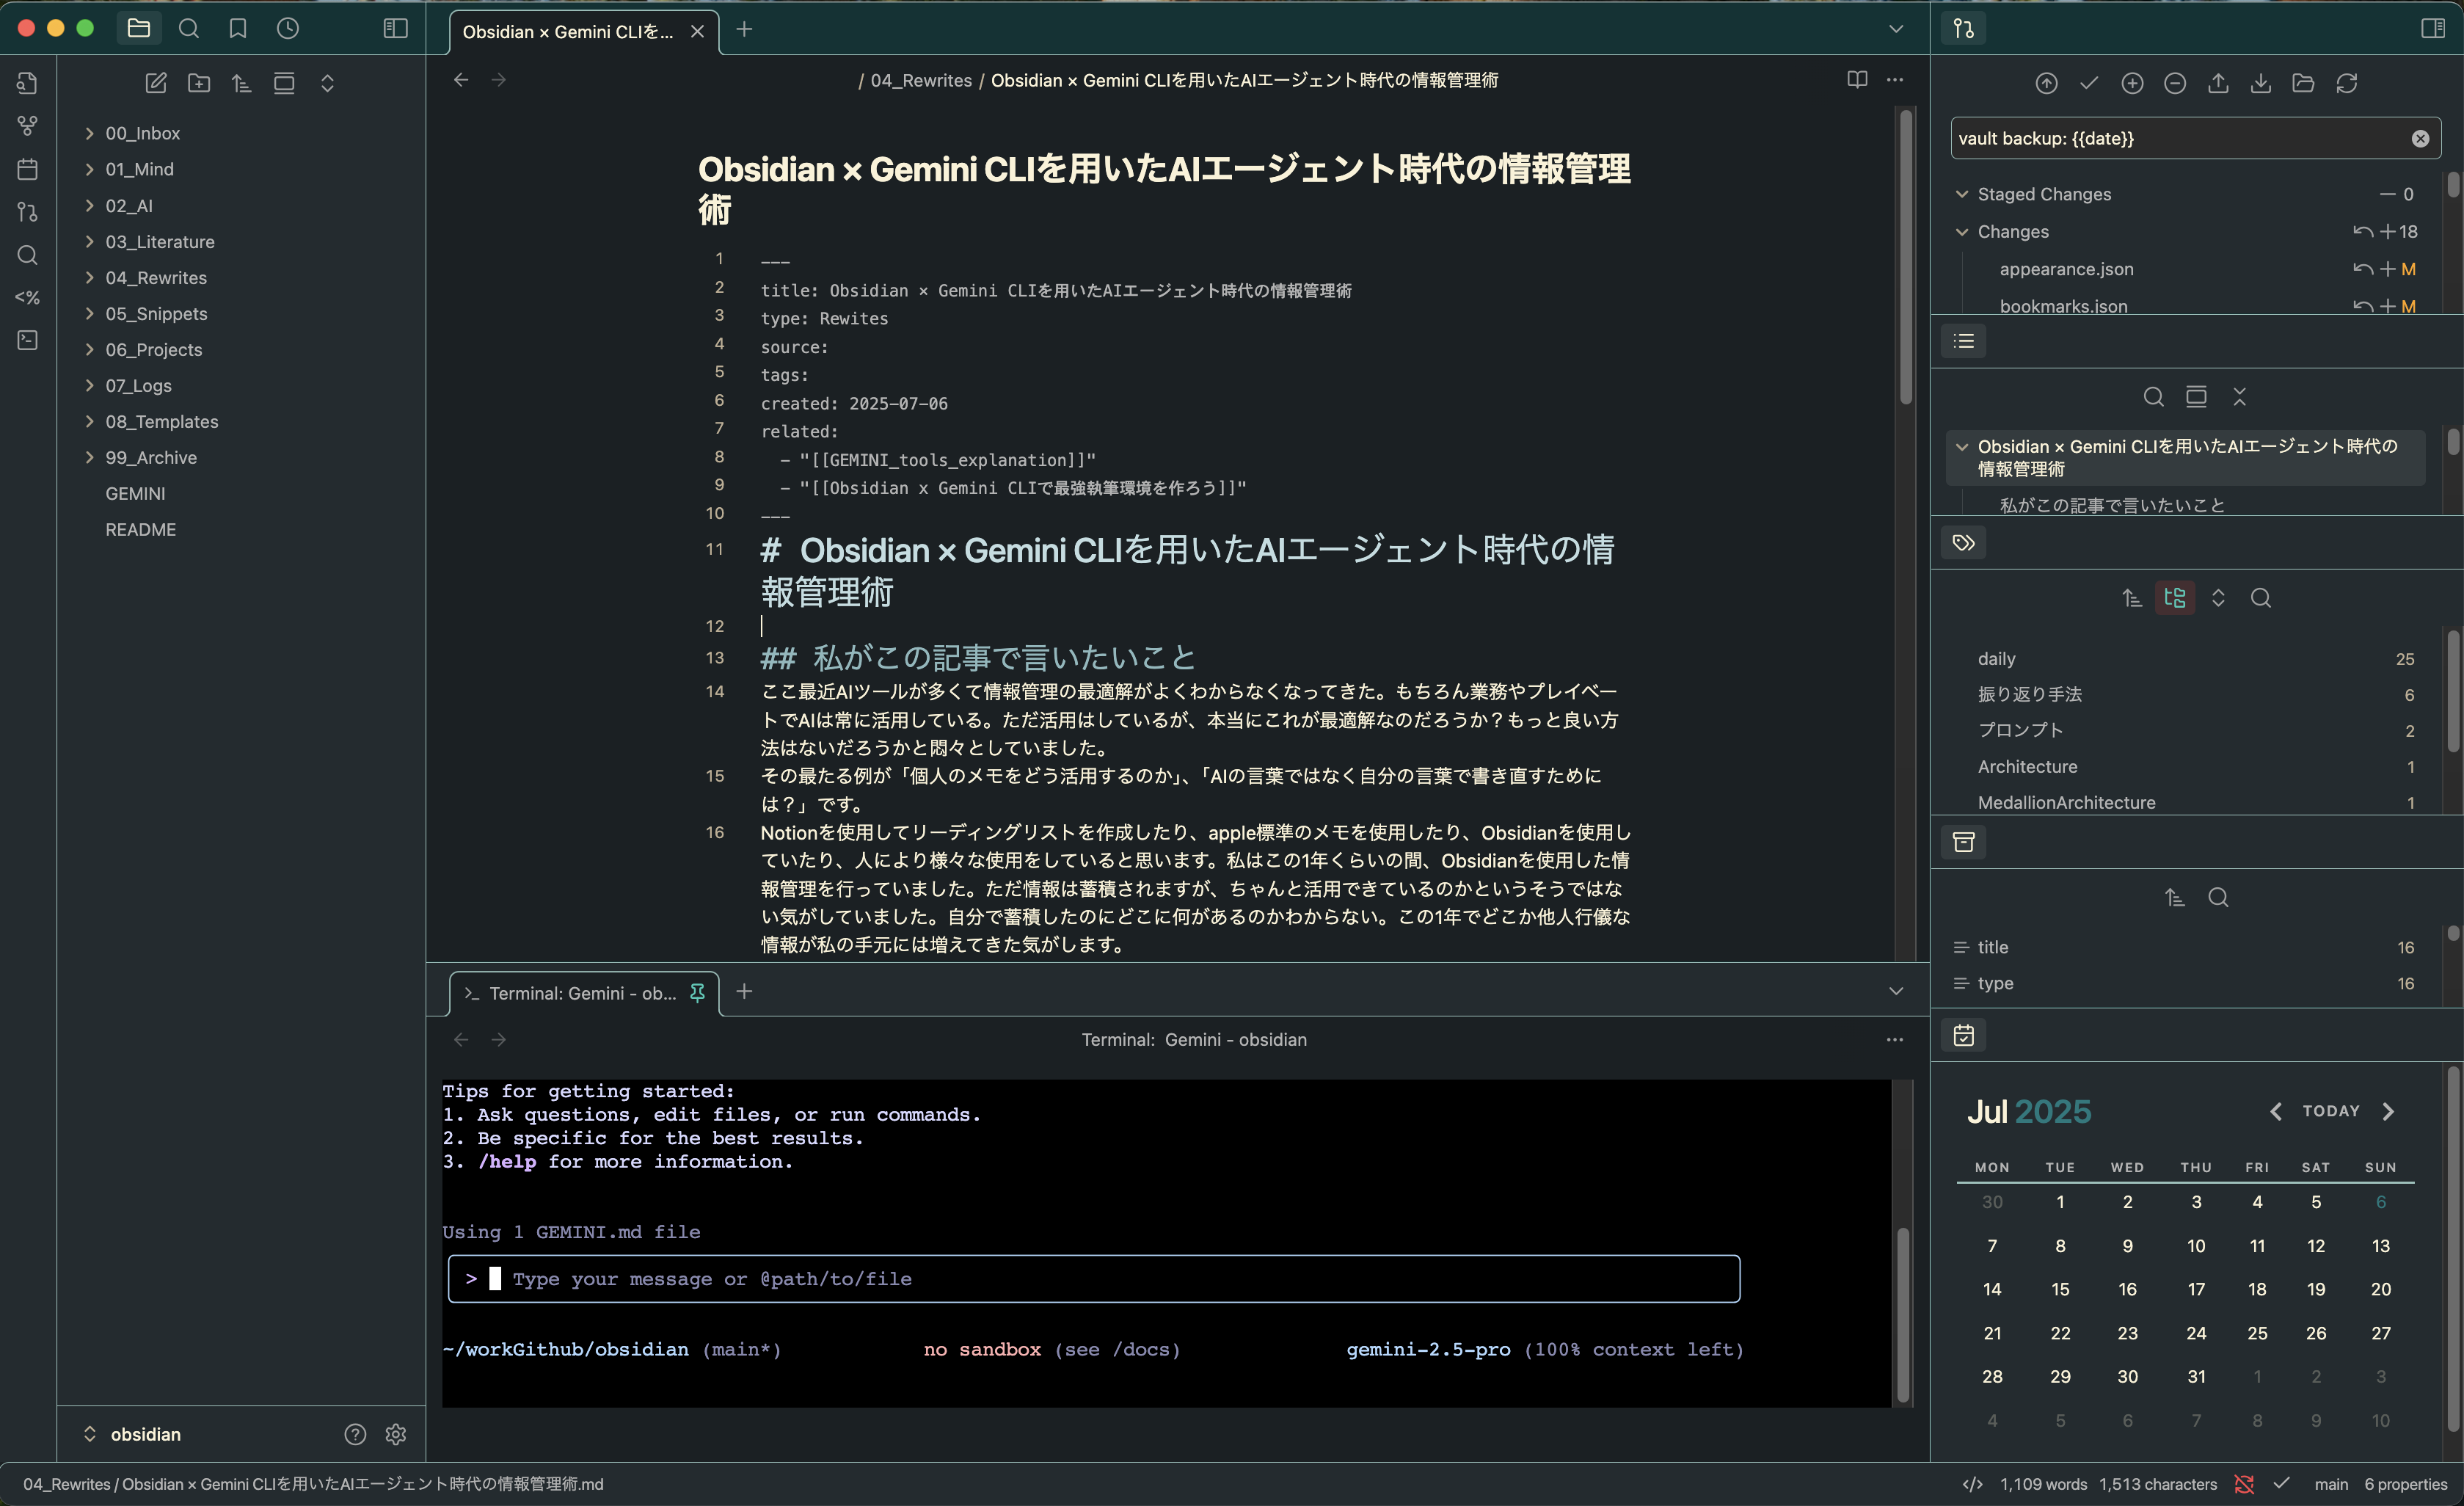 Obsidian × Gemini CLIを...
00_Inbox
01_Mind
02_AI
03_Literature
04_Rewrites
05_Snippets
06_Projects
07_Logs
08_Templates
99_Archive
GEMINI
README
obsidian
/ 04_Rewrites / Obsidian × Gemini CLIを用いたAIエージェント時代の情報管理術
Obsidian × Gemini CLIを用いたAIエージェント時代の情報管理
術
1 ---
2 title: Obsidian × Gemini CLIを用いたAIエージェント時代の情報管理術
3 type: Rewites
4 source:
5 tags:
6 created: 2025-07-06
7 related:
8 - "[[GEMINI_tools_explanation]]"
9 - "[[Obsidian x Gemini CLIで最強執筆環境を作ろう]]"
10 ---
11 # Obsidian × Gemini CLIを用いたAIエージェント時代の情
報管理術
12
13 ## 私がこの記事で言いたいこと
14 ここ最近AIツールが多くて情報管理の最適解がよくわからなくなってきた。もちろん業務やプレイベー
トでAIは常に活用している。ただ活用はしているが、本当にこれが最適解なのだろうか？もっと良い方
法はないだろうかと悶々としていました。
15 その最たる例が「個人のメモをどう活用するのか」、「AIの言葉ではなく自分の言葉で書き直すために
は？」です。
16 Notionを使用してリーディングリストを作成したり、apple標準のメモを使用したり、Obsidianを使用し
ていたり、人により様々な使用をしていると思います。私はこの1年くらいの間、Obsidianを使用した情
報管理を行っていました。ただ情報は蓄積されますが、ちゃんと活用できているのかというそうではな
い気がしていました。自分で蓄積したのにどこに何があるのかわからない。この1年でどこか他人行儀な
情報が私の手元には増えてきた気がします。
Terminal: Gemini - ob...
Terminal: Gemini - obsidian
Tips for getting started:
1. Ask questions, edit files, or run commands.
2. Be specific for the best results.
3. /help for more information.
Using 1 GEMINI.md file
> Type your message or @path/to/file
~/workGithub/obsidian (main*) no sandbox (see /docs) gemini-2.5-pro (100% context left)
vault backup: {{date}}
Staged Changes 0
Changes 18
appearance.json M
bookmarks.json M
Obsidian × Gemini CLIを用いたAIエージェント時代の
情報管理術
私がこの記事で言いたいこと
daily 25
振り返り手法 6
プロンプト 2
Architecture 1
MedallionArchitecture 1
title 16
type 16
Jul 2025 TODAY
MON TUE WED THU FRI SAT SUN
30 1 2 3 4 5 6
7 8 9 10 11 12 13
14 15 16 17 18 19 20
21 22 23 24 25 26 27
28 29 30 31 1 2 3
4 5 6 7 8 9 10
04_Rewrites / Obsidian × Gemini CLIを用いたAIエージェント時代の情報管理術.md
</> 1,109 words 1,513 characters main 6 properties